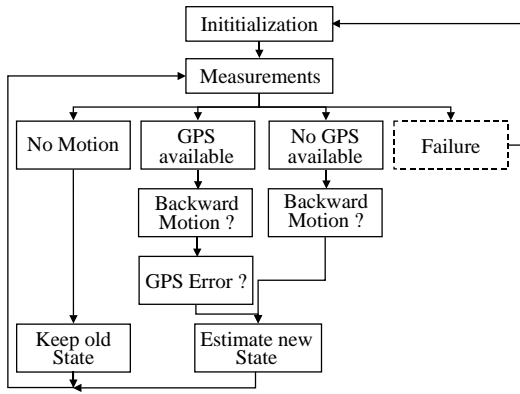 Inititialization
Measurements
No Motion
GPS
available
No GPS
available
Failure
Backward
Motion ?
Backward
Motion ?
GPS Error ?
Keep old
State
Estimate new
State